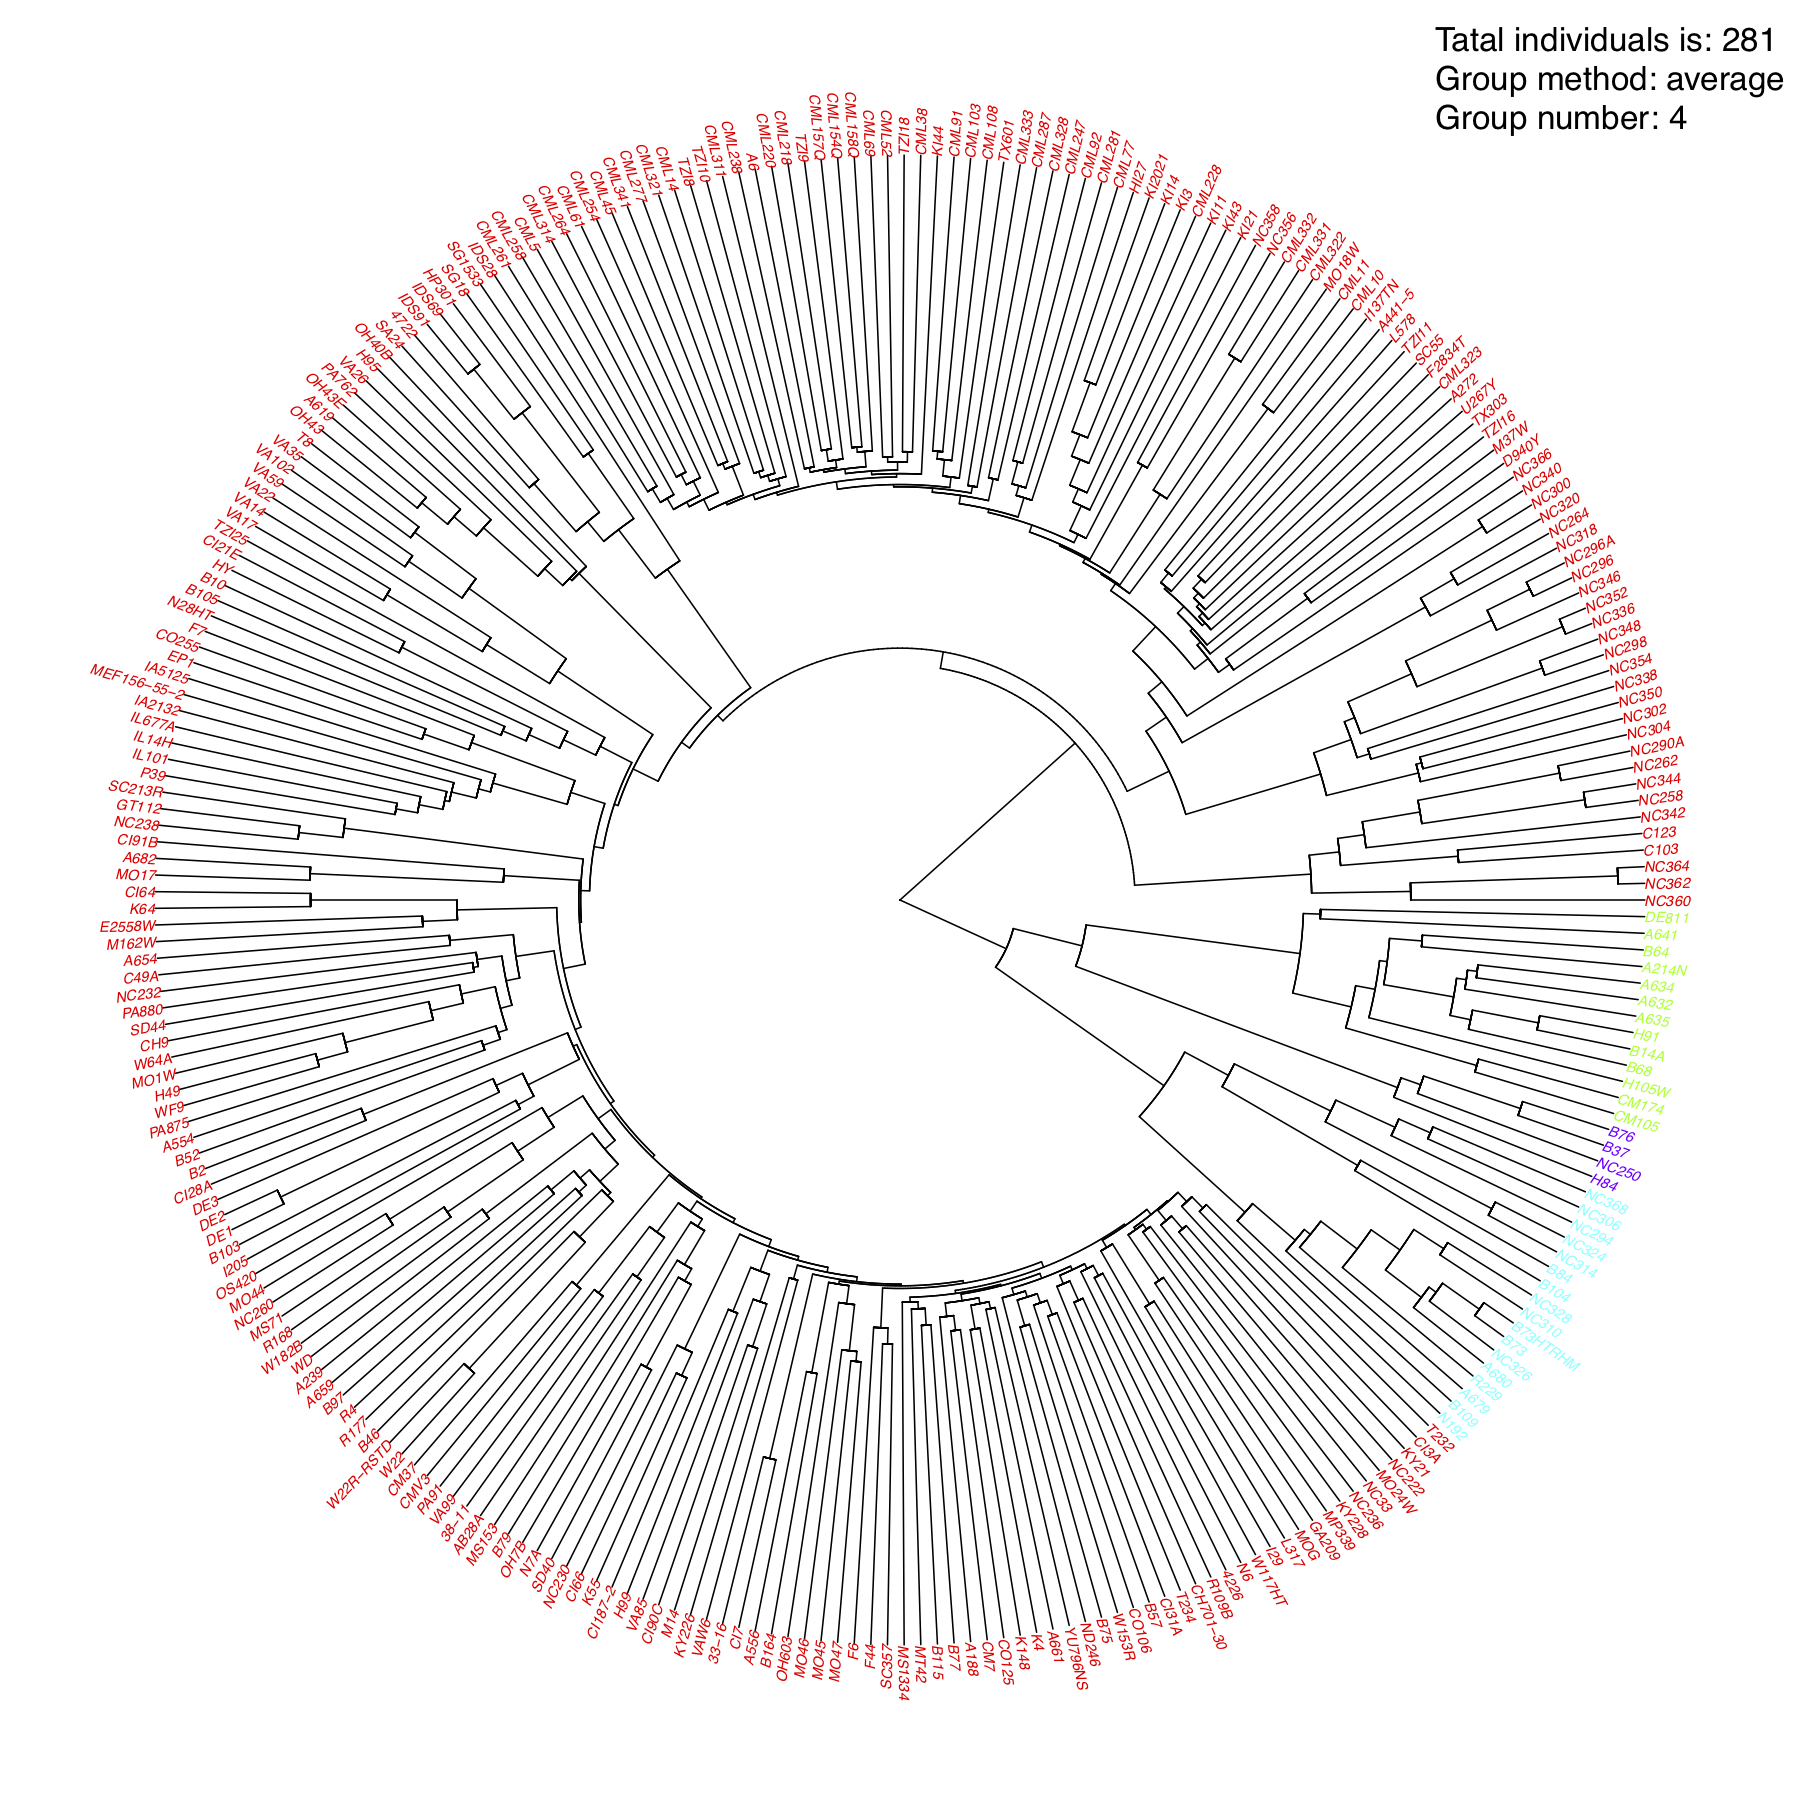 Tatal individuals is: 281
Group method: average
Group number: 4
TZI18
CML38
KI44
CML91
CML103
CML108
TX601
CML333
CML287
CML328
CML247
CML92
CML281
CML77
HI27
KI2021
KI14
KI3
CML228
KI11
KI43
KI21
NC358
NC356
CML332
CML331
CML322
MO18W
CML11
CML10
I137TN
A441-5
L578
TZI11
SC55
F2834T
CML323
A272
U267Y
TX303
TZI16
M37W
D940Y
NC366
NC340
NC300
NC320
NC264
NC318
NC296A
NC296
NC346
NC352
NC336
NC348
NC298
NC354
NC338
NC350
NC302
NC304
NC290A
NC262
NC344
NC258
NC342
C123
C103
NC364
NC362
NC360
DE811
A641
B64
A214N
A634
A632
A635
H91
B14A
B68
H105W
CM174
CM105
B76
B37
NC250
H84
NC368
NC306
NC294
NC324
NC314
B84
B104
NC328
NC310
B73HTRHM
B73
NC326
A680
R229
A679
B109
N192
T232
CI3A
KY21
NC222
MO24W
NC33
NC236
KY228
MP339
GA209
MOG
L317
I29
W117HT
N6
4226
R109B
CH701-30
T234
CI31A
B57
CO106
W153R
B75
ND246
YU796NS
A661
K4
K148
CO125
CM7
A188
B77
B115
MT42
MS1334
SC357
F44
F6
MO47
MO45
MO46
OH603
B164
A556
CI7
33-16
VAW6
KY226
M14
CI90C
VA85
H99
CI187-2
K55
CI66
NC230
SD40
N7A
OH7B
B79
MS153
AB28A
38-11
VA99
PA91
CMV3
CM37
W22
W22R-RSTD
B46
R177
R4
B97
A659
A239
WD
W182B
R168
MS71
NC260
MO44
OS420
I205
B103
DE1
DE2
DE3
CI28A
B2
B52
A554
PA875
WF9
H49
MO1W
W64A
CH9
SD44
PA880
NC232
C49A
A654
M162W
E2558W
K64
CI64
MO17
A682
CI91B
NC238
GT112
SC213R
P39
IL101
IL14H
IL677A
IA2132
MEF156-55-2
IA5125
EP1
CO255
F7
N28HT
B105
B10
HY
CI21E
TZI25
VA17
VA14
VA22
VA59
VA102
VA35
T8
OH43
A619
OH43E
PA762
VA26
H95
OH40B
SA24
4722
IDS91
IDS69
HP301
SG18
SG1533
IDS28
CML261
CML258
CML5
CML314
CML264
CML61
CML254
CML45
CML341
CML277
CML321
CML14
TZI8
TZI10
CML311
CML238
A6
CML220
CML218
TZI9
CML157Q
CML154Q
CML158Q
CML69
CML52